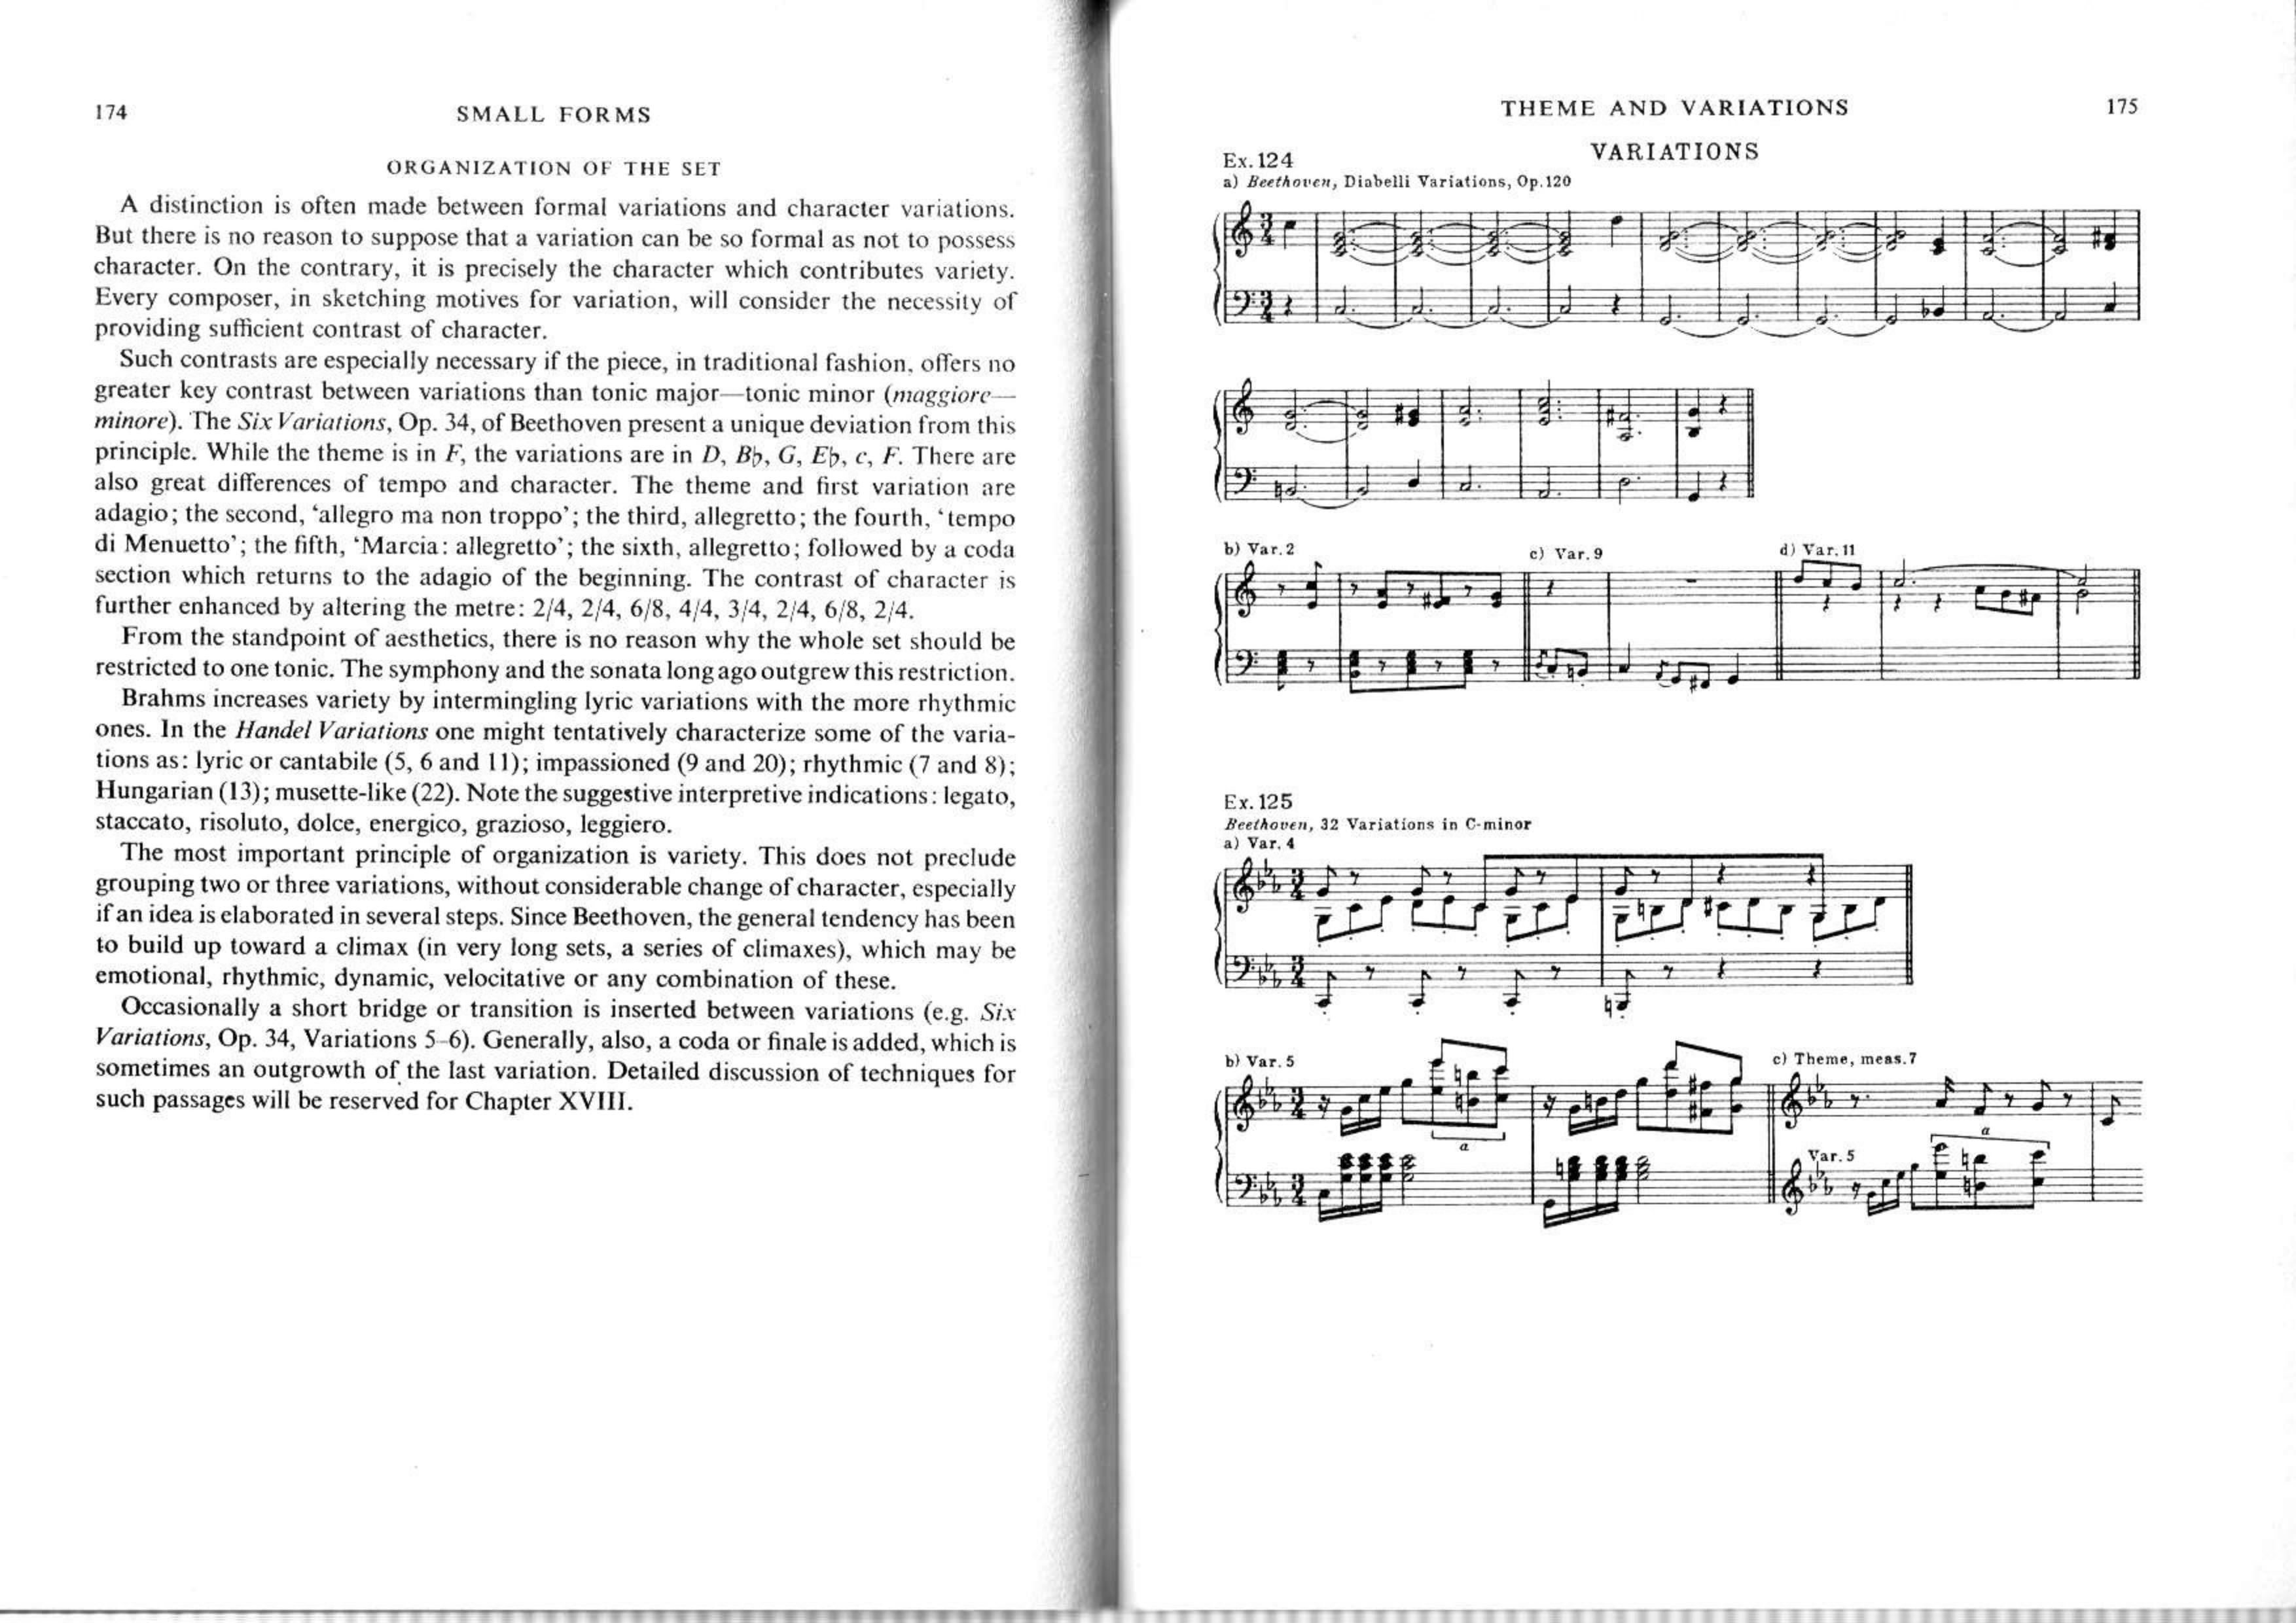 174
SMALL FORMS
ORGANIZATION OF THE SET
A distinction is often made between formal variations and character variations.
But there is no reason to suppose that a variation can be so formal as not to possess
character. On the contrary, it is precisely the character which contributes variety.
Every composer, in sketching motives for variation, will consider the necessity of
providing sufficient contrast of character.
Such contrasts are especially necessary if the piece, in traditional fashion, offers no
greater key contrast between variations than tonic major—tonic minor (maggiore—
minore). The Six Variations, Op. 34, of Beethoven present a unique deviation from this
principle. While the theme is in F, the variations are in D, B♭, G, E♭, c, F. There are
also great differences of tempo and character. The theme and first variation are
adagio; the second, ‘allegro ma non troppo’; the third, allegretto; the fourth, ‘tempo
di Menuetto’; the fifth, ‘Marcia: allegretto’; the sixth, allegretto; followed by a coda
section which returns to the adagio of the beginning. The contrast of character is
further enhanced by altering the metre: 2/4, 2/4, 6/8, 4/4, 3/4, 2/4, 6/8, 2/4.
From the standpoint of aesthetics, there is no reason why the whole set should be
restricted to one tonic. The symphony and the sonata long ago outgrew this restriction.
Brahms increases variety by intermingling lyric variations with the more rhythmic
ones. In the Handel Variations one might tentatively characterize some of the varia-
tions as: lyric or cantabile (5, 6 and 11); impassioned (9 and 20); rhythmic (7 and 8);
Hungarian (13); musette-like (22). Note the suggestive interpretive indications: legato,
staccato, risoluto, dolce, energico, grazioso, leggiero.
The most important principle of organization is variety. This does not preclude
grouping two or three variations, without considerable change of character, especially
if an idea is elaborated in several steps. Since Beethoven, the general tendency has been
to build up toward a climax (in very long sets, a series of climaxes), which may be
emotional, rhythmic, dynamic, velocitative or any combination of these.
Occasionally a short bridge or transition is inserted between variations (e.g. Six
Variations, Op. 34, Variations 5–6). Generally, also, a coda or finale is added, which is
sometimes an outgrowth of the last variation. Detailed discussion of techniques for
such passages will be reserved for Chapter XVIII.
THEME AND VARIATIONS
175
VARIATIONS
Ex. 124
a) Beethoven, Diabelli Variations, Op. 120
3 4
3 4
b) Var. 2
c) Var. 9
d) Var. 11
Ex. 125
Beethoven, 32 Variations in C-minor
a) Var. 4
3 4
3 4
b) Var. 5
c) Theme, meas. 7
3 4
a
a
Var. 5
3 4